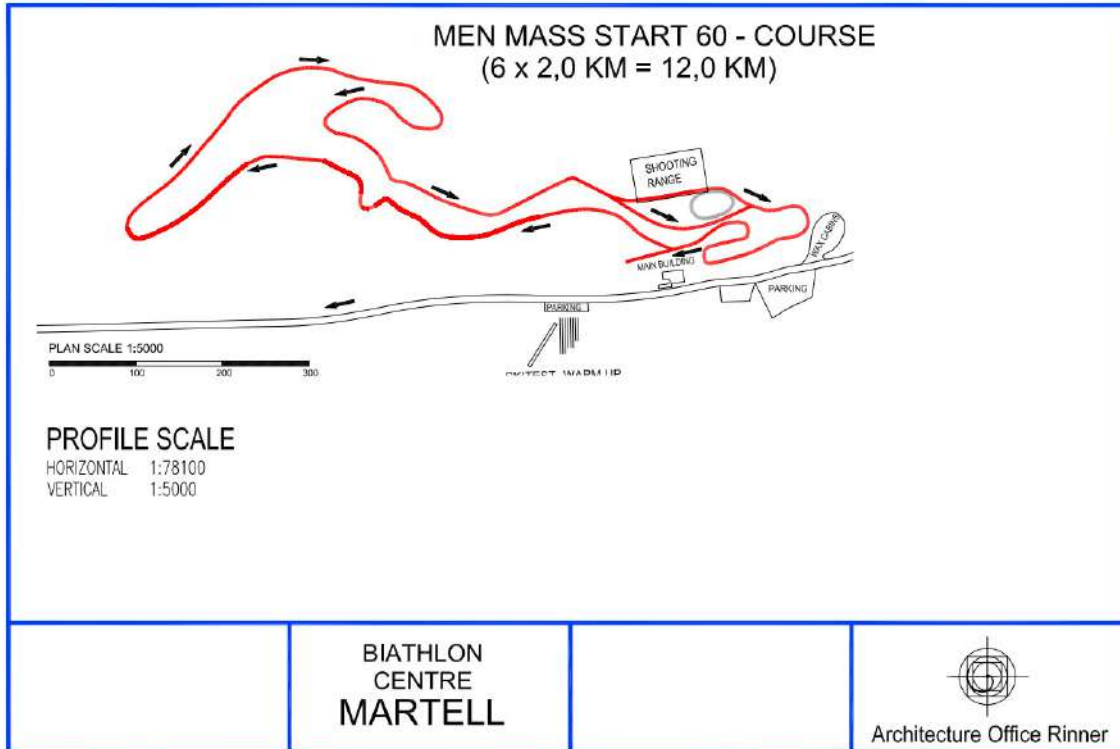 MEN MASS START 60 - COURSE
(6 x 2,0 KM = 12,0 KM)
SHOOTING
RANGE
WAX CABINS
MAIN BUILDING
PARKING
PARKING
PLAN SCALE 1:5000
0 100 200 300
WARM UP
PROFILE SCALE
HORIZONTAL 1:78100
VERTICAL 1:5000
BIATHLON
CENTRE
MARTELL
Architecture Office Rinner